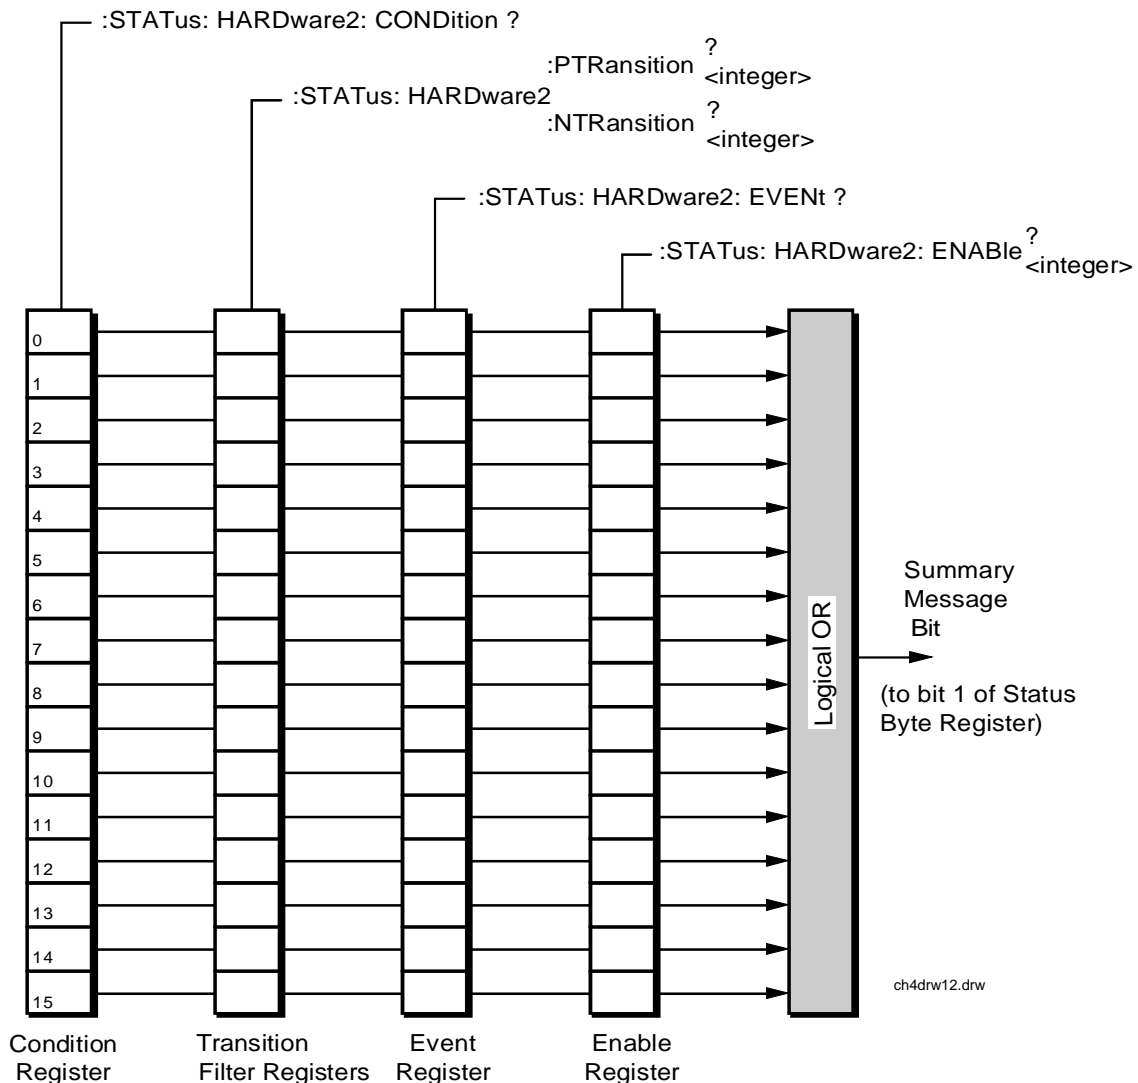 :STATus: HARDware2: CONDition ?
:PTRansition ?
<integer>
:STATus: HARDware2
:NTRansition ?
<integer>
:STATus: HARDware2: EVENt ?
:STATus: HARDware2: ENABle ?
<integer>
0
1
2
3
4
5
6
7
8
9
10
11
12
13
14
15
Logical OR
Summary
Message
Bit
(to bit 1 of Status
Byte Register)
ch4drw12.drw
Condition
Register
Transition
Filter Registers
Event
Register
Enable
Register